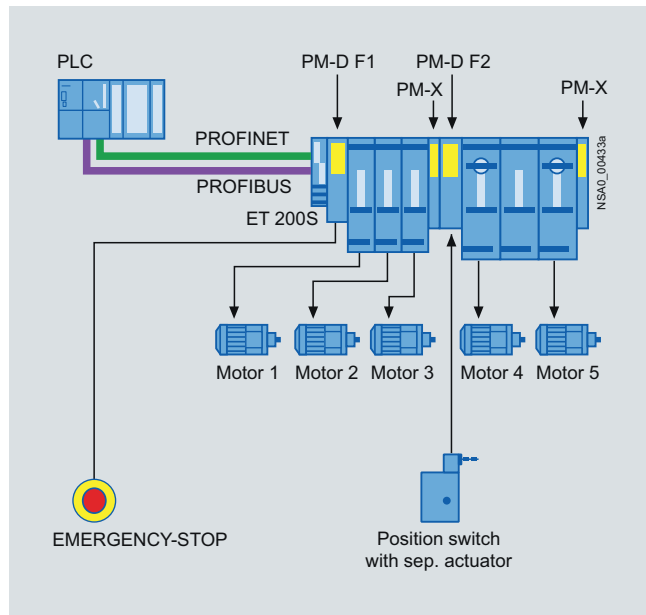 PLC
PM-D F1
PM-D F2
PM-X
PM-X
PROFINET
PROFIBUS
ET 200S
NSA0_00433a
Motor 1
Motor 2
Motor 3
Motor 4
Motor 5
EMERGENCY-STOP
Position switch
with sep. actuator